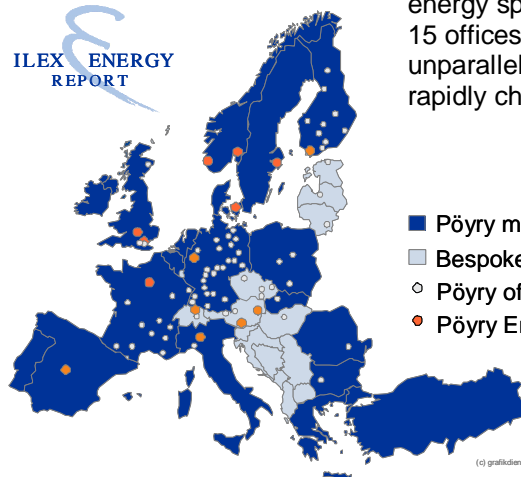 energy sp
15 offices
unparallel
rapidly ch
ILEX ENERGY
REPORT
Pöyry m
Bespoke
Pöyry of
Pöyry En
(c) grafikdien